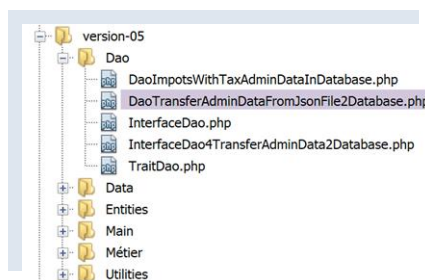 version-05
Dao
DaoImpotsWithTaxAdminDataInDatabase.php
DaoTransferAdminDataFromJsonFile2Database.php
InterfaceDao.php
InterfaceDao4TransferAdminData2Database.php
TraitDao.php
Data
Entities
Main
Métier
Utilities